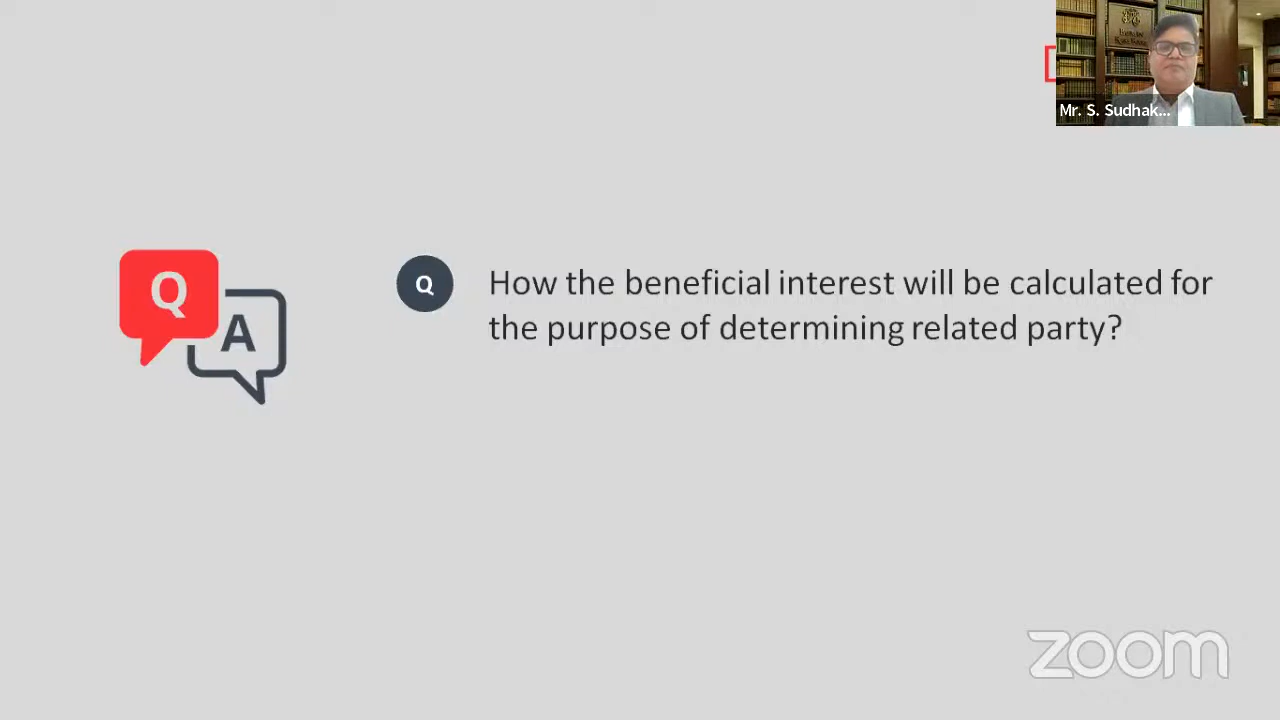 Mr. S. Sudhak...
Q
A
Q
How the beneficial interest will be calculated for
the purpose of determining related party?
zoom